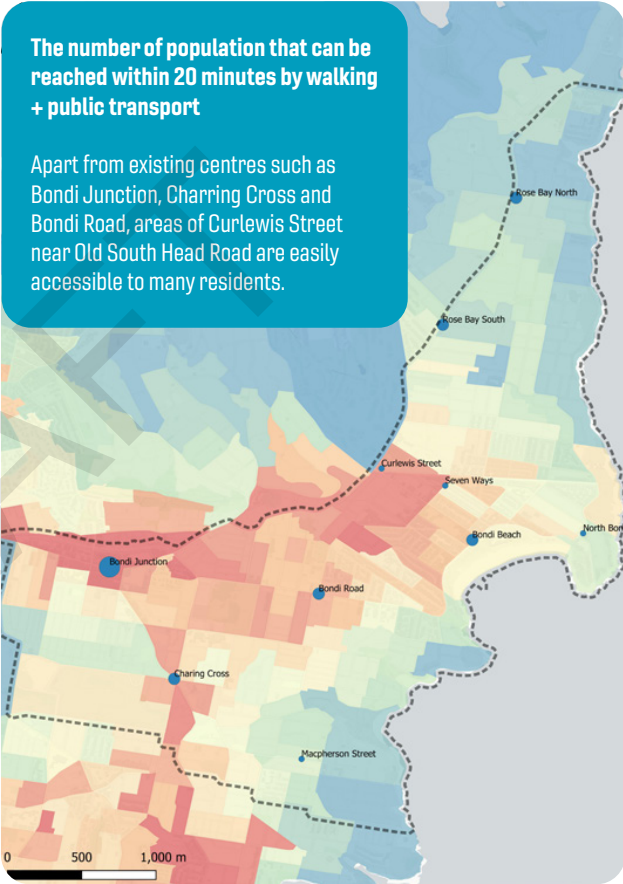 The number of population that can be
reached within 20 minutes by walking
+ public transport
Apart from existing centres such as
Bondi Junction, Charring Cross and
Bondi Road, areas of Curlewis Street
near Old South Head Road are easily
accessible to many residents.
Rose Bay North
Rose Bay South
Curlewis Street
Seven Ways
Bondi Beach
North Bon
Bondi Junction
Bondi Road
Charing Cross
Macpherson Street
0 500 1,000 m